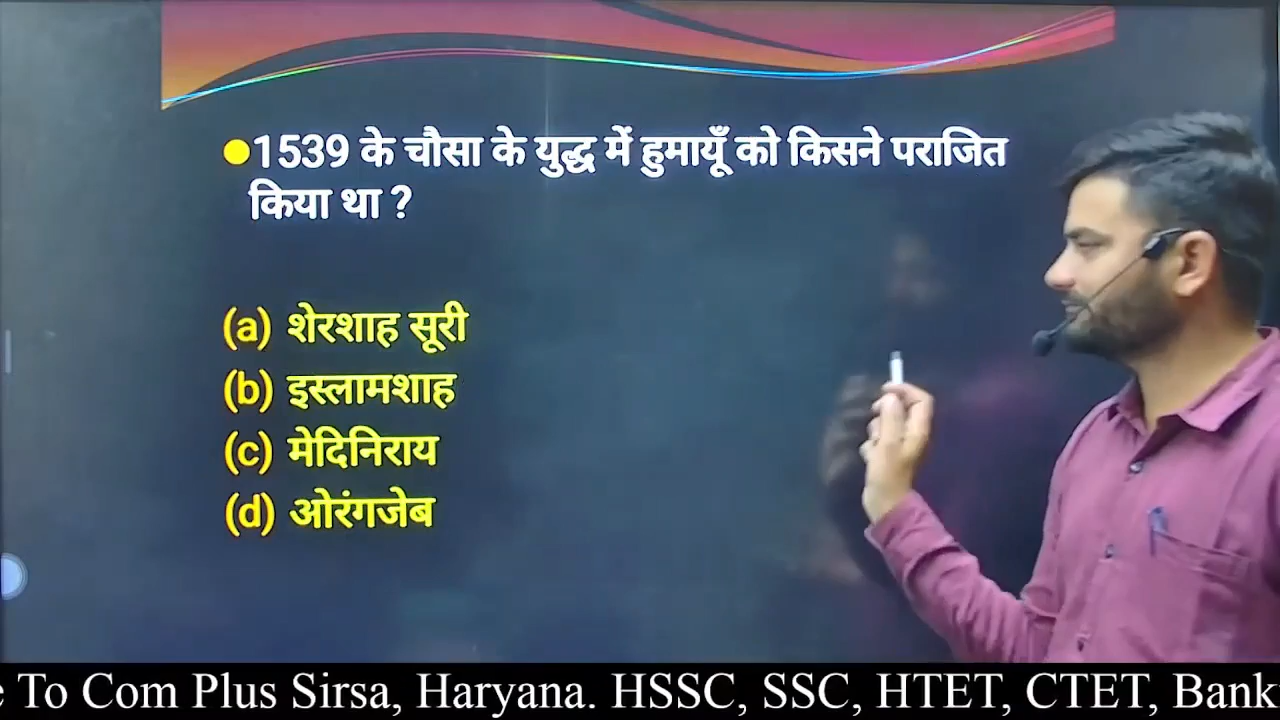 1539 के चौसा के युद्ध में हुमायूँ को किसने पराजित
किया था ?
(a) शेरशाह सूरी
(b) इस्लामशाह
(c) मेदिनिराय
(d) ओरंगजेब
e To Com Plus Sirsa, Haryana. HSSC, SSC, HTET, CTET, Bank